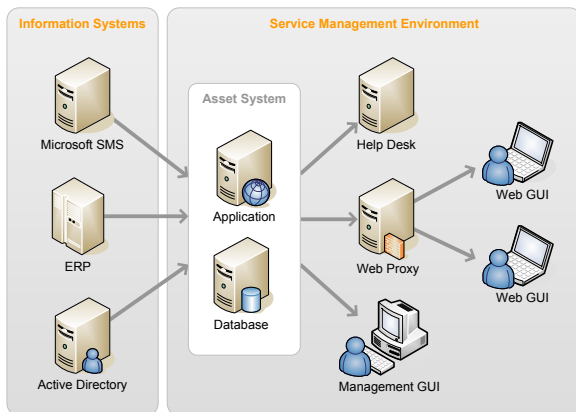 Information Systems
Service Management Environment
Asset System
Microsoft SMS
Help Desk
Application
Web GUI
ERP
Web Proxy
Web GUI
Database
Active Directory
Management GUI